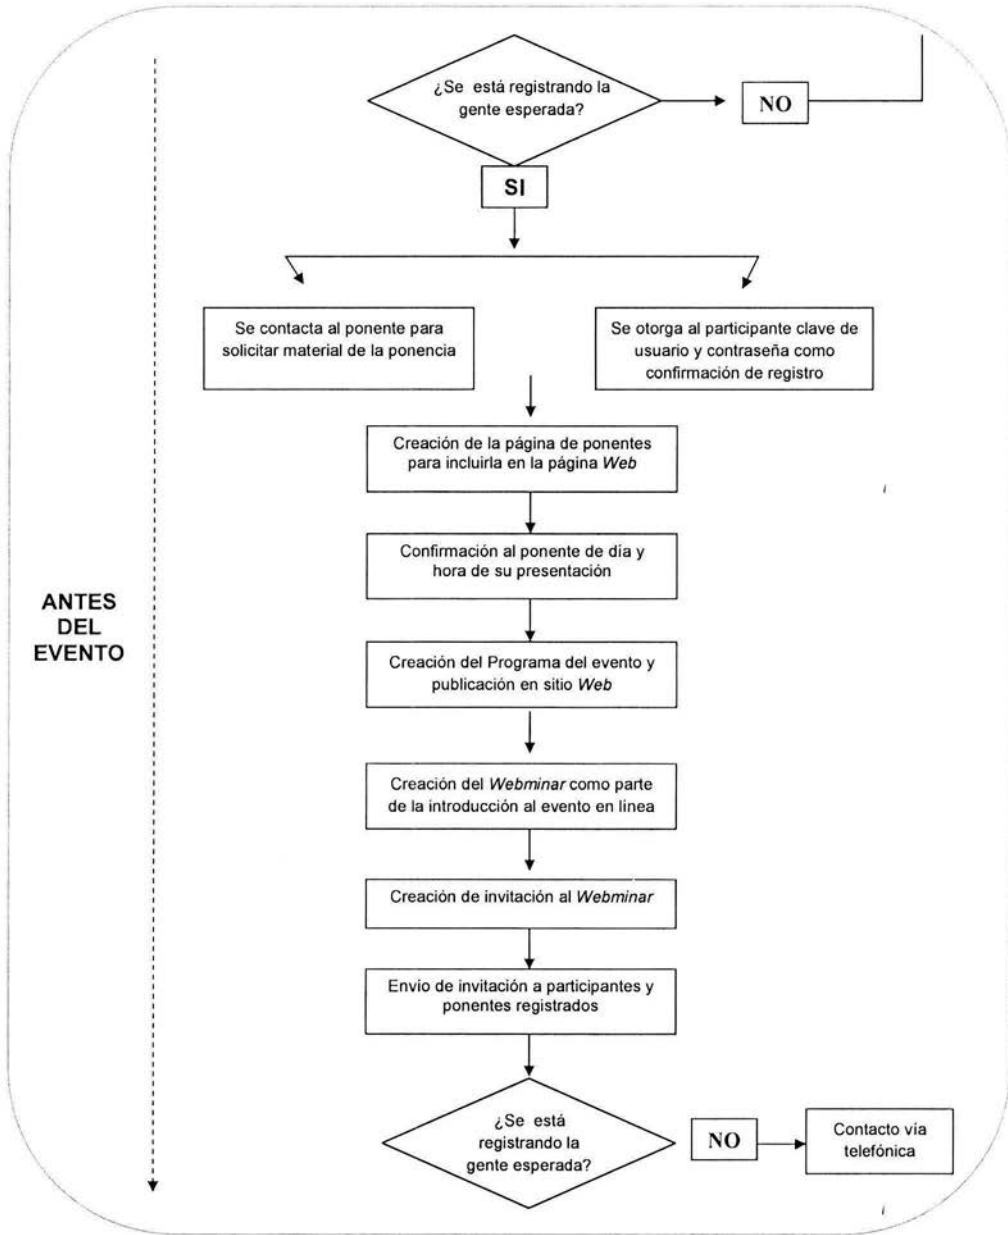 ¿Se está registrando la
gente esperada?
NO
SI
Se contacta al ponente para
solicitar material de la ponencia
Se otorga al participante clave de
usuario y contraseña como
confirmación de registro
Creación de la página de ponentes
para incluirla en la página Web
Confirmación al ponente de día y
hora de su presentación
ANTES
DEL
EVENTO
Creación del Programa del evento y
publicación en sitio Web
Creación del Webminar como parte
de la introducción al evento en línea
Creación de invitación al Webminar
Envio de invitación a participantes y
ponentes registrados
¿Se está
registrando la
gente esperada?
NO
Contacto vía
telefónica